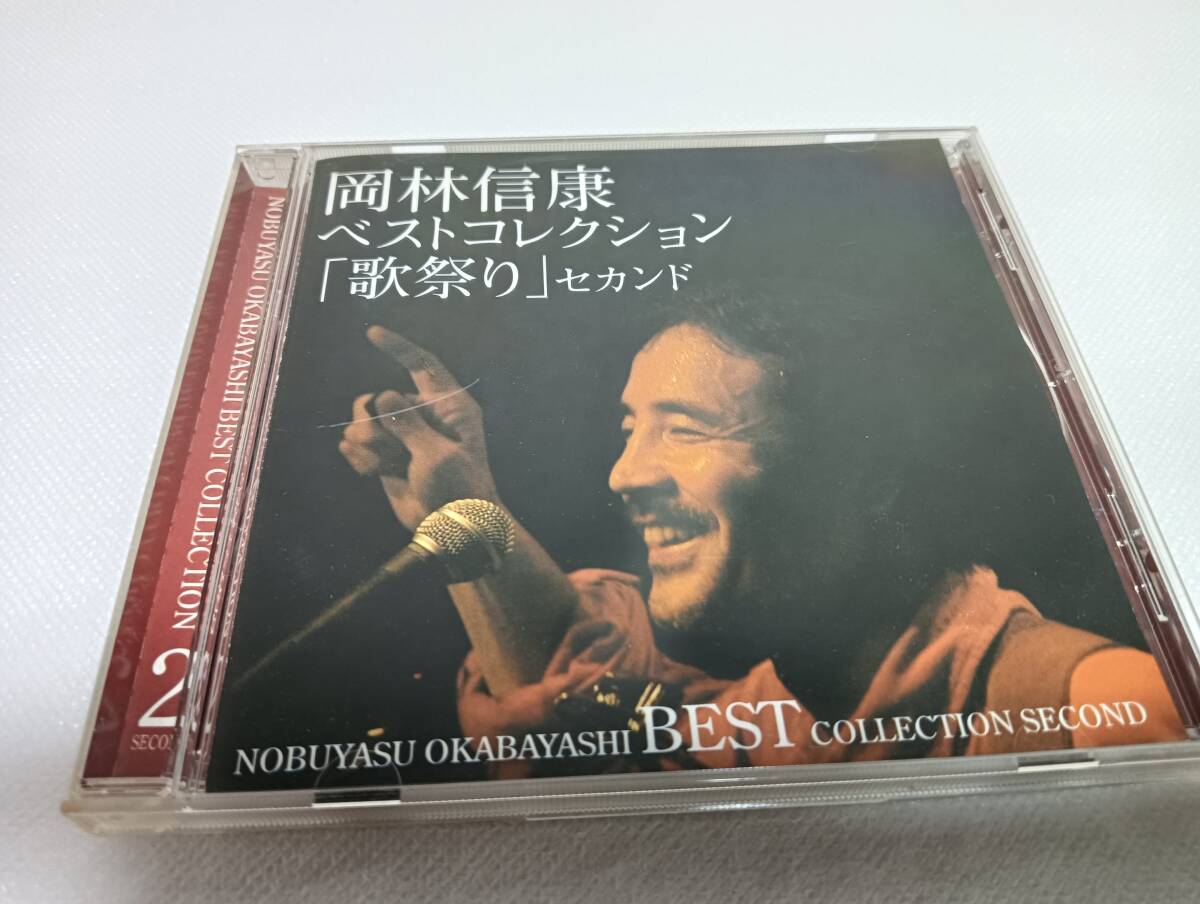 岡林信康
ベストコレクション
「歌祭り」セカンド
NOBUYASU OKABAYASHI BEST COLLECTION SECOND
NOBUYASU OKABAYASHI BEST COLLECTION
2